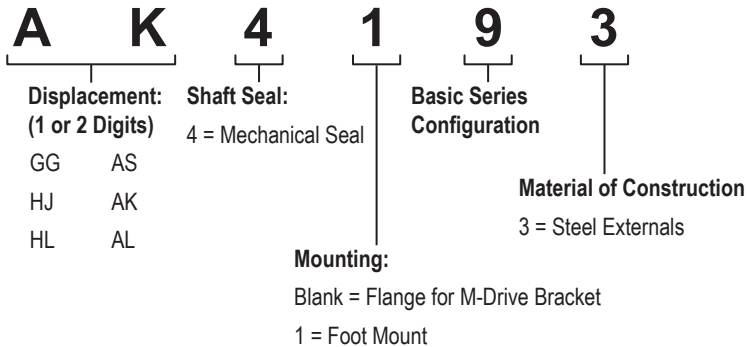 A K 4 1 9 3
Displacement:
(1 or 2 Digits)
GG AS
HJ AK
HL AL
Shaft Seal:
4 = Mechanical Seal
Mounting:
Blank = Flange for M-Drive Bracket
1 = Foot Mount
Basic Series
Configuration
Material of Construction
3 = Steel Externals